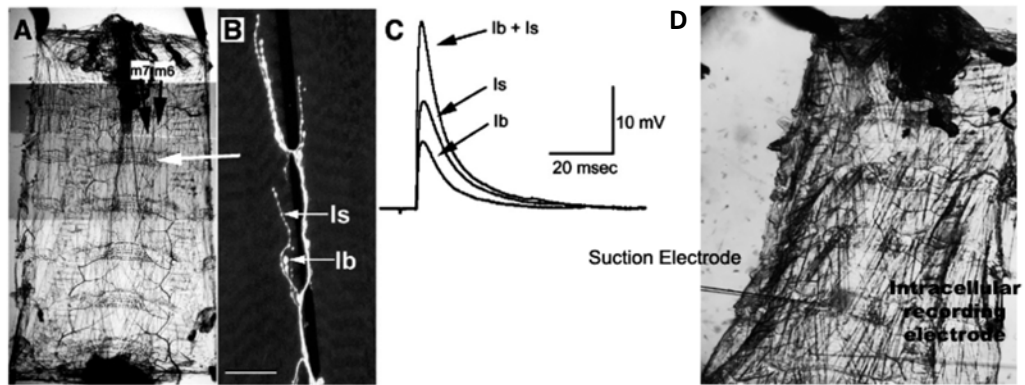 A
m7 m6
B
Is
Ib
C
Ib + Is
Is
Ib
10 mV
20 msec
Suction Electrode
D
Intracellular
recording
electrode